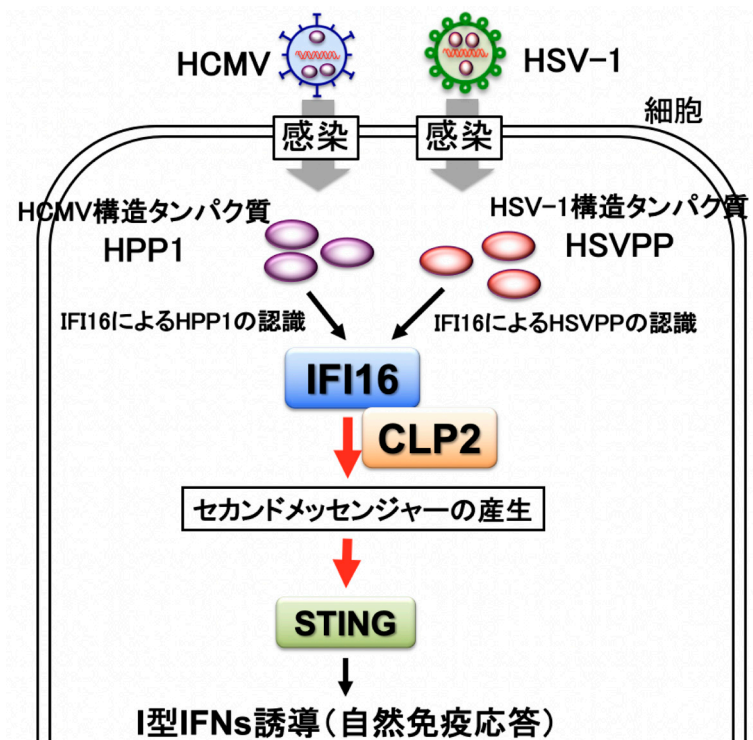 HCMV
HSV-1
細胞
感染
感染
HCMV構造タンパク質
HPP1
HSV-1構造タンパク質
HSVPP
IFI16によるHPP1の認識
IFI16によるHSVPPの認識
IFI16
CLP2
セカンドメッセンジャーの産生
STING
I型IFNs誘導(自然免疫応答)